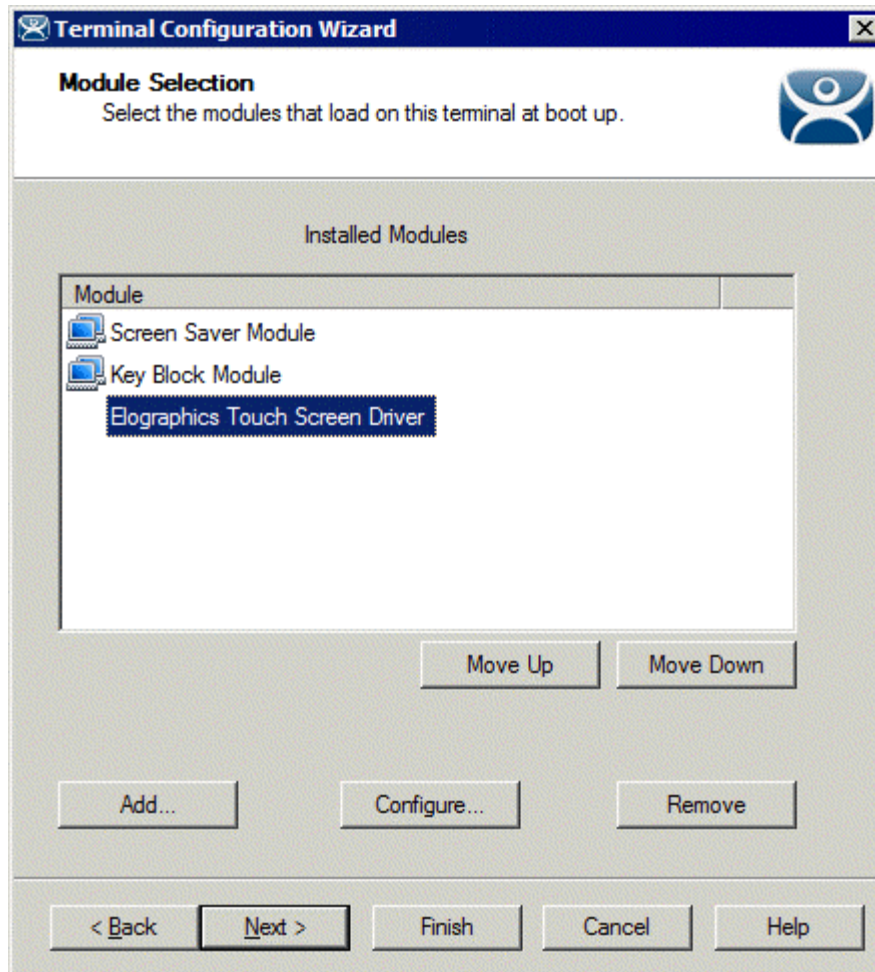 Terminal Configuration Wizard
Module Selection
Select the modules that load on this terminal at boot up.
Installed Modules
Module
Screen Saver Module
Key Block Module
Elographics Touch Screen Driver
Move Up
Move Down
Add...
Configure...
Remove
< Back
Next >
Finish
Cancel
Help